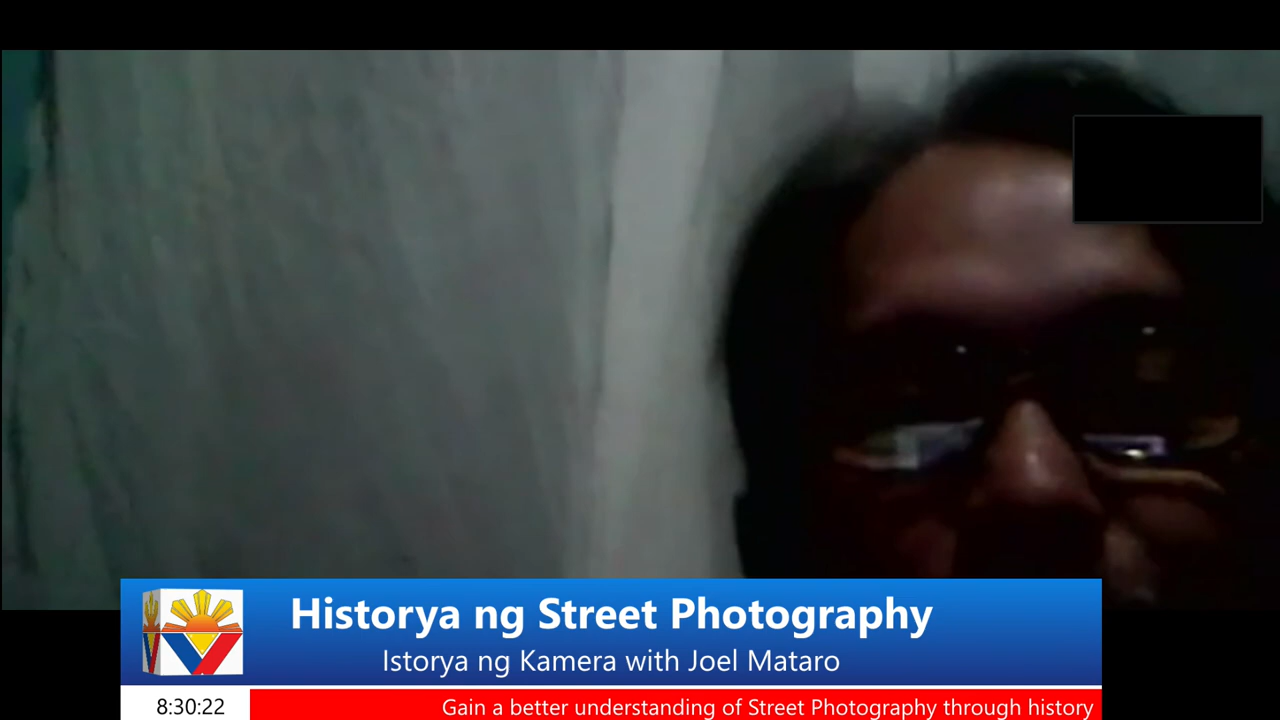 Historya ng Street Photography
Istorya ng Kamera with Joel Mataro
8:30:22
Gain a better understanding of Street Photography through history